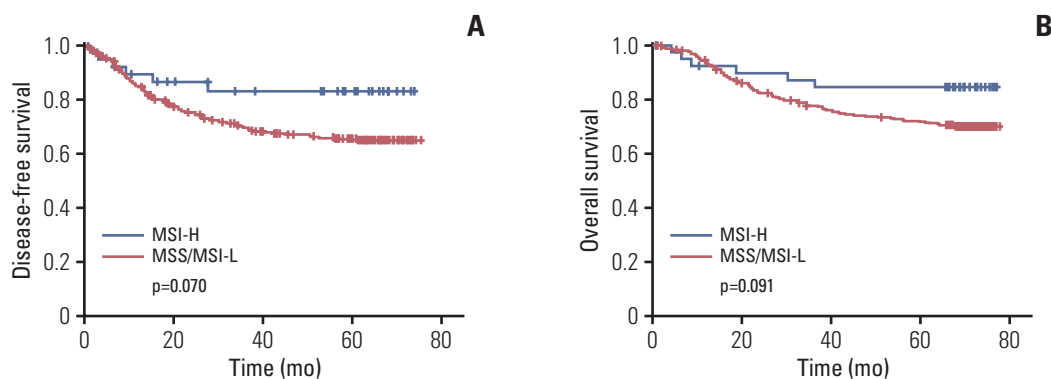 A
Disease-free survival
1.0
0.8
0.6
0.4
0.2
0
MSI-H
MSS/MSI-L
p=0.070
0 20 40 60 80
Time (mo)
B
Overall survival
1.0
0.8
0.6
0.4
0.2
0
MSI-H
MSS/MSI-L
p=0.091
0 20 40 60 80
Time (mo)